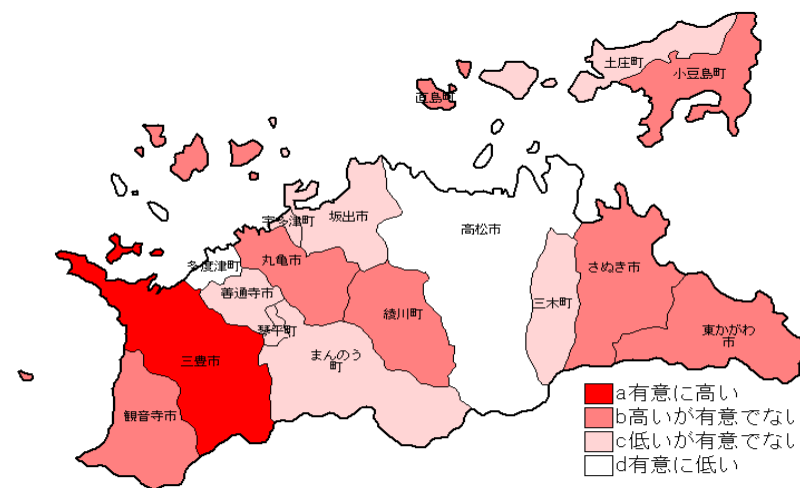 土庄町
小豆島町
直島町
宇多津町
坂出市
高松市
多度津町
丸亀市
さぬき市
善通寺市
三木町
綾川町
琴平町
東かがわ
市
まんのう
町
三豊市
観音寺市
a有意に高い
b高いが有意でない
c低いが有意でない
d有意に低い